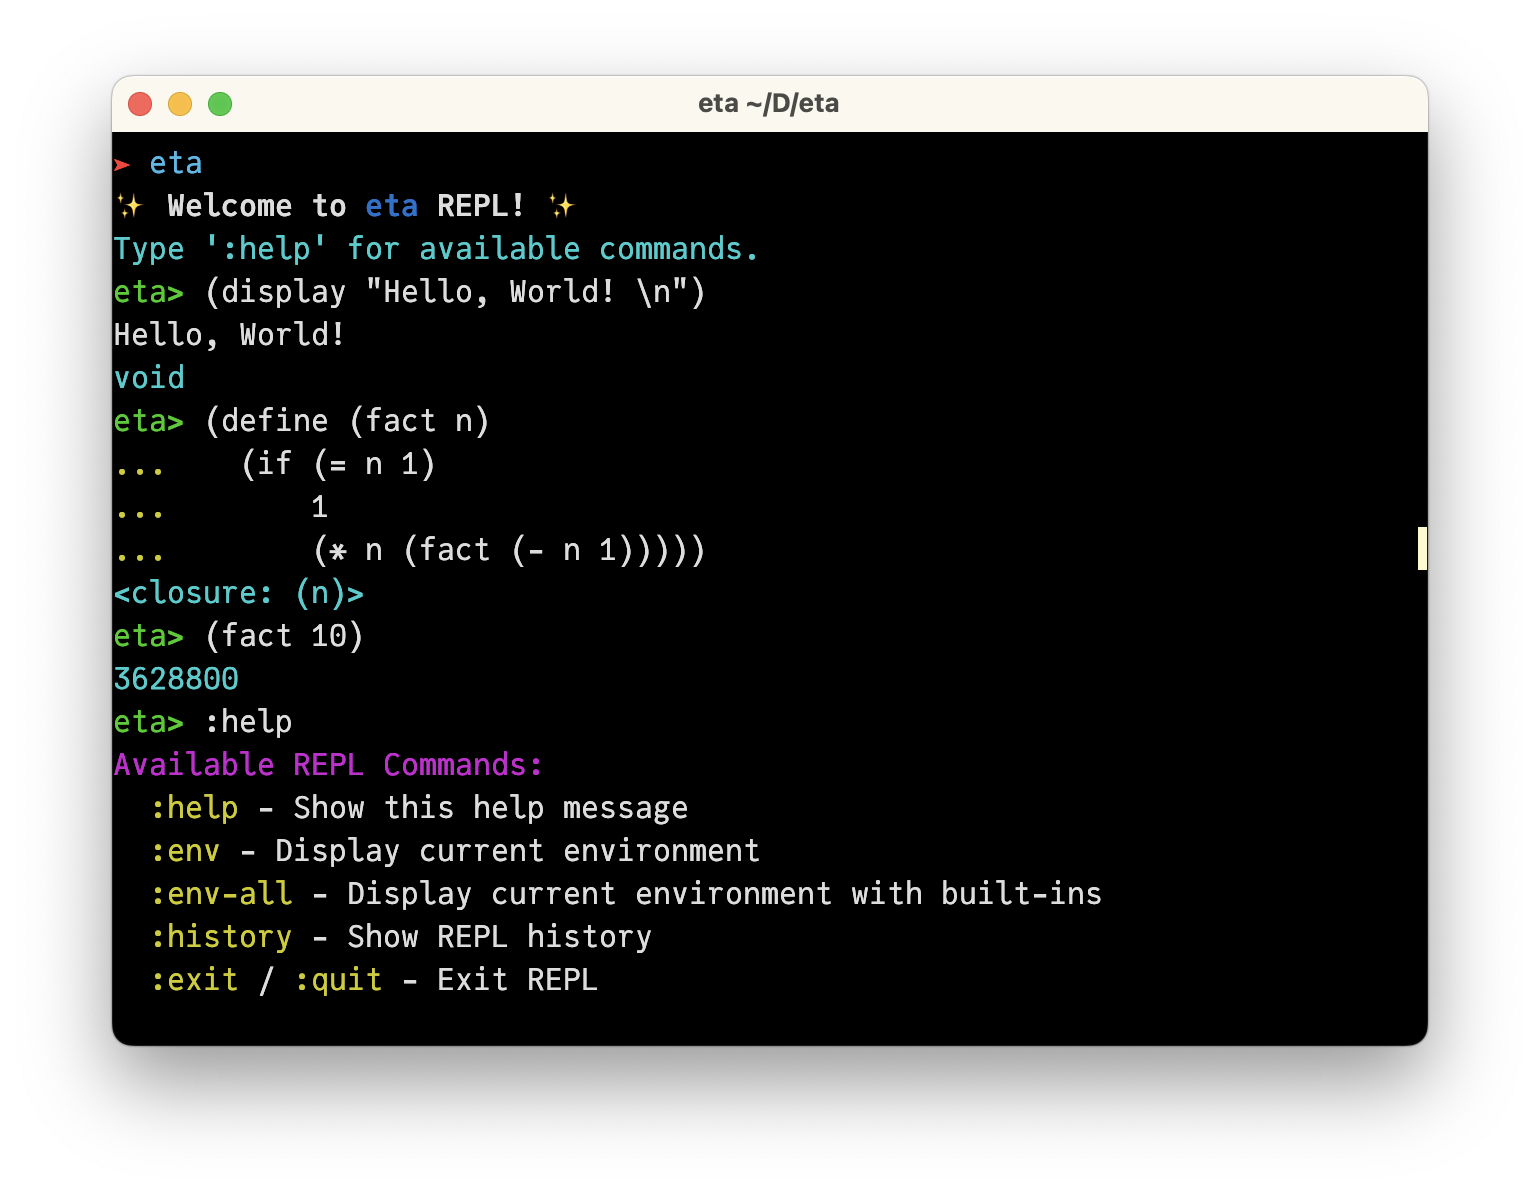 eta ~/D/eta
➤ eta
✨ Welcome to eta REPL! ✨
Type ':help' for available commands.
eta> (display "Hello, World! \n")
Hello, World!
void
eta> (define (fact n)
...    (if (= n 1)
...        1
...        (* n (fact (- n 1)))))
<closure: (n)>
eta> (fact 10)
3628800
eta> :help
Available REPL Commands:
  :help - Show this help message
  :env - Display current environment
  :env-all - Display current environment with built-ins
  :history - Show REPL history
  :exit / :quit - Exit REPL